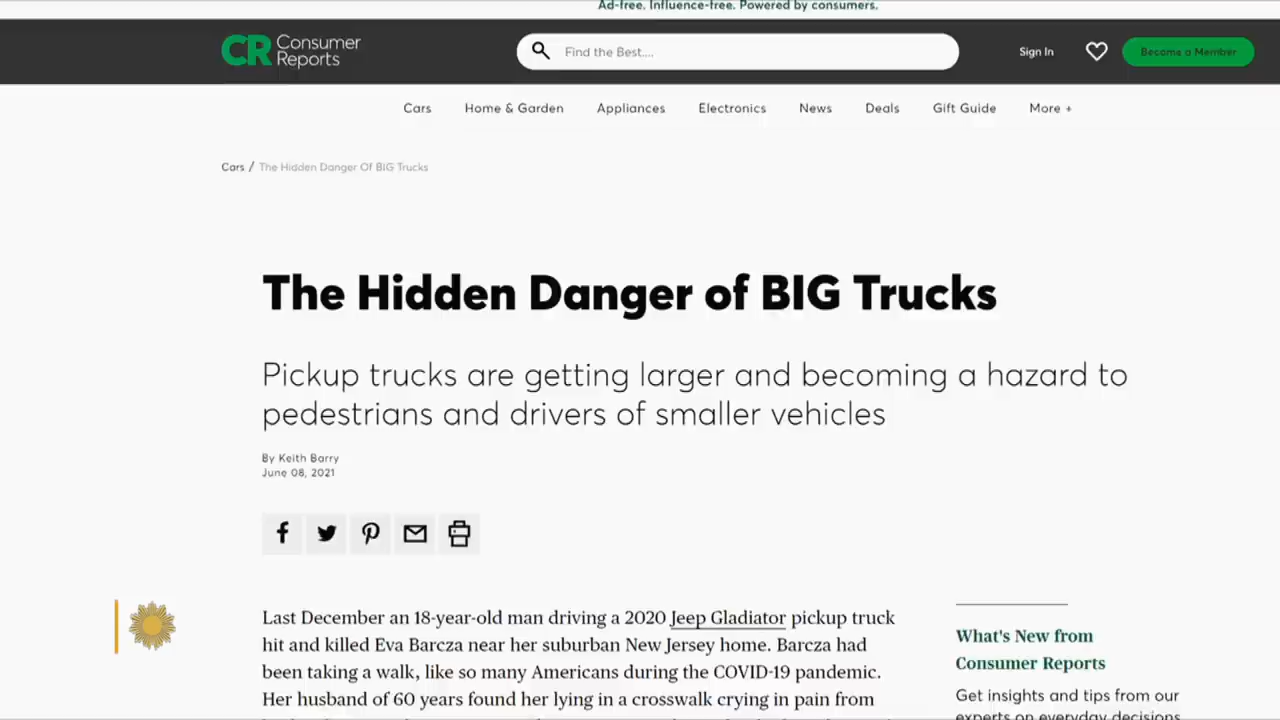 Ad-free. Influence-free. Powered by consumers.
CR Consumer Reports
Find the Best....
Sign In
Become a Member
Cars
Home & Garden
Appliances
Electronics
News
Deals
Gift Guide
More +
Cars / The Hidden Danger Of BIG Trucks
The Hidden Danger of BIG Trucks
Pickup trucks are getting larger and becoming a hazard to
pedestrians and drivers of smaller vehicles
By Keith Barry
June 08, 2021
Last December an 18-year-old man driving a 2020 Jeep Gladiator pickup truck
hit and killed Eva Barcza near her suburban New Jersey home. Barcza had
been taking a walk, like so many Americans during the COVID-19 pandemic.
Her husband of 60 years found her lying in a crosswalk crying in pain from
What's New from
Consumer Reports
Get insights and tips from our
experts on everyday decisions